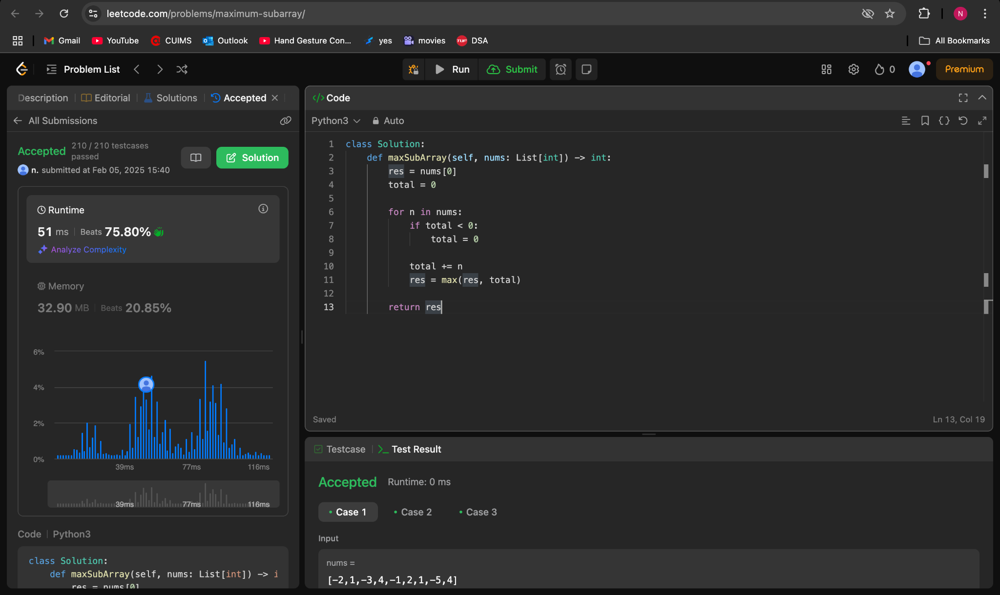 leetcode.com/problems/maximum-subarray/
N
Gmail YouTube CUIMS Outlook Hand Gesture Con... yes movies TUF DSA
All Bookmarks
Problem List
Run Submit
0 Premium
Description Editorial Solutions Accepted
All Submissions
Accepted 210 / 210 testcases passed
n. submitted at Feb 05, 2025 15:40
Solution
Runtime
51 ms Beats 75.80%
Analyze Complexity
Memory
32.90 MB Beats 20.85%
6%
4%
2%
0%
39ms 77ms 116ms
39ms 77ms 116ms
Code Python3
class Solution:
def maxSubArray(self, nums: List[int]) -> i
res = nums[0]
</> Code
Python3 Auto
1 class Solution:
2 def maxSubArray(self, nums: List[int]) -> int:
3 res = nums[0]
4 total = 0
5
6 for n in nums:
7 if total < 0:
8 total = 0
9
10 total += n
11 res = max(res, total)
12
13 return res
Saved Ln 13, Col 19
Testcase >_ Test Result
Accepted Runtime: 0 ms
• Case 1 • Case 2 • Case 3
Input
nums =
[-2,1,-3,4,-1,2,1,-5,4]